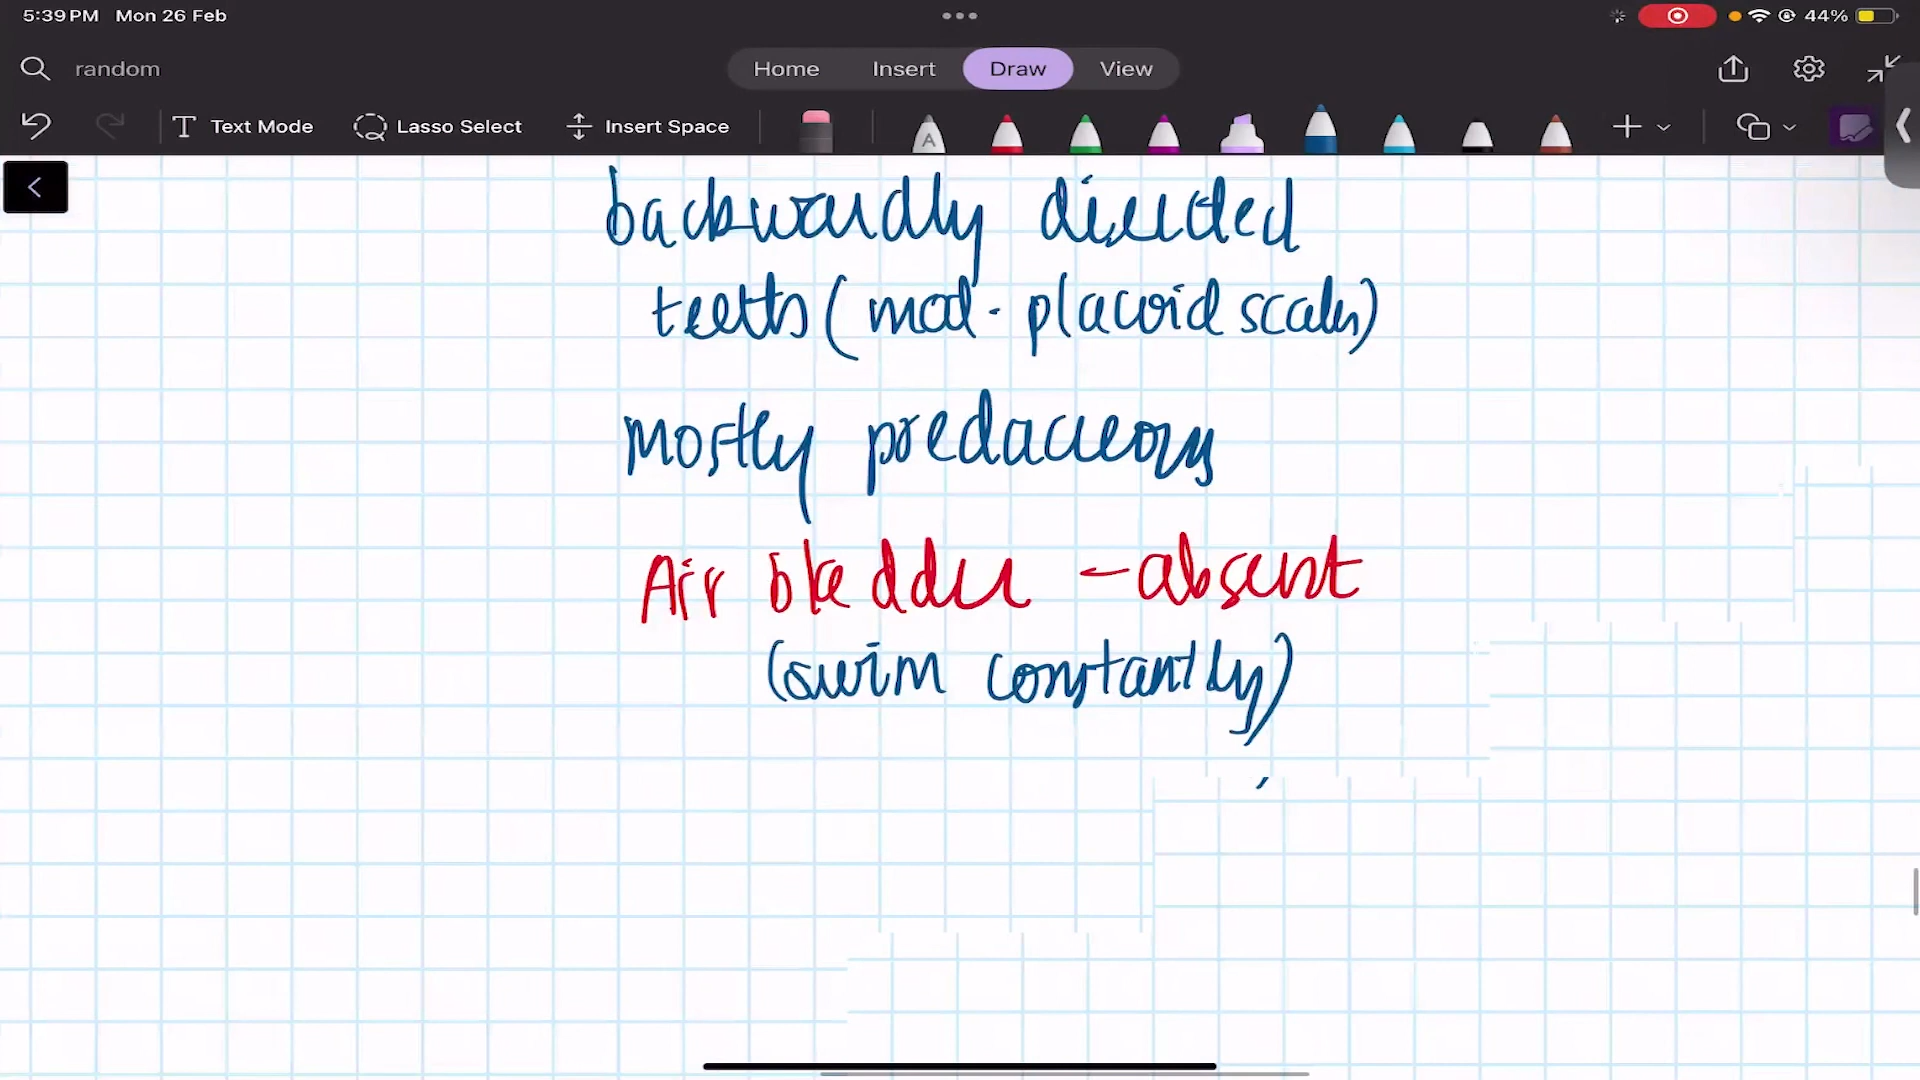 5:39 PM Mon 26 Feb 44%
random Home Insert Draw View
Text Mode Lasso Select Insert Space A
backwardly directed
teeths (mod. placoid scales)
mostly predaceous
Air bladder - absent
(swim constantly)